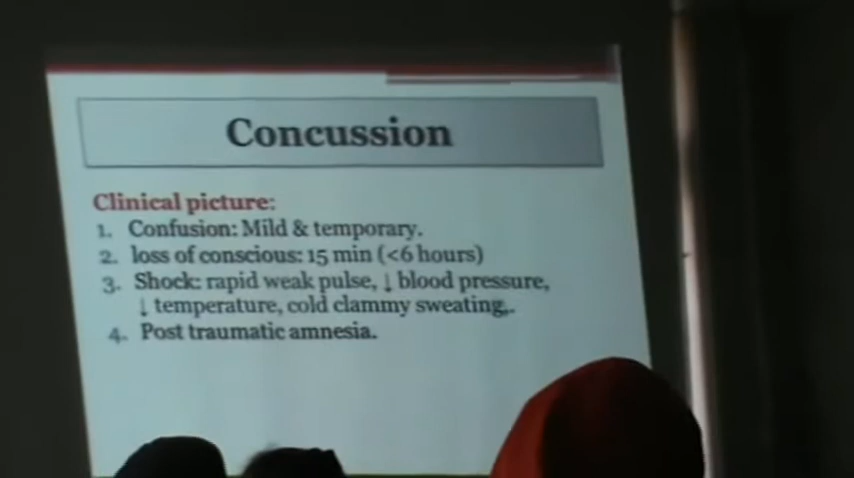 Concussion
Clinical picture:
1. Confusion: Mild & temporary.
2. loss of conscious: 15 min (<6 hours)
3. Shock: rapid weak pulse, ↓ blood pressure,
↓ temperature, cold clammy sweating,.
4. Post traumatic amnesia.